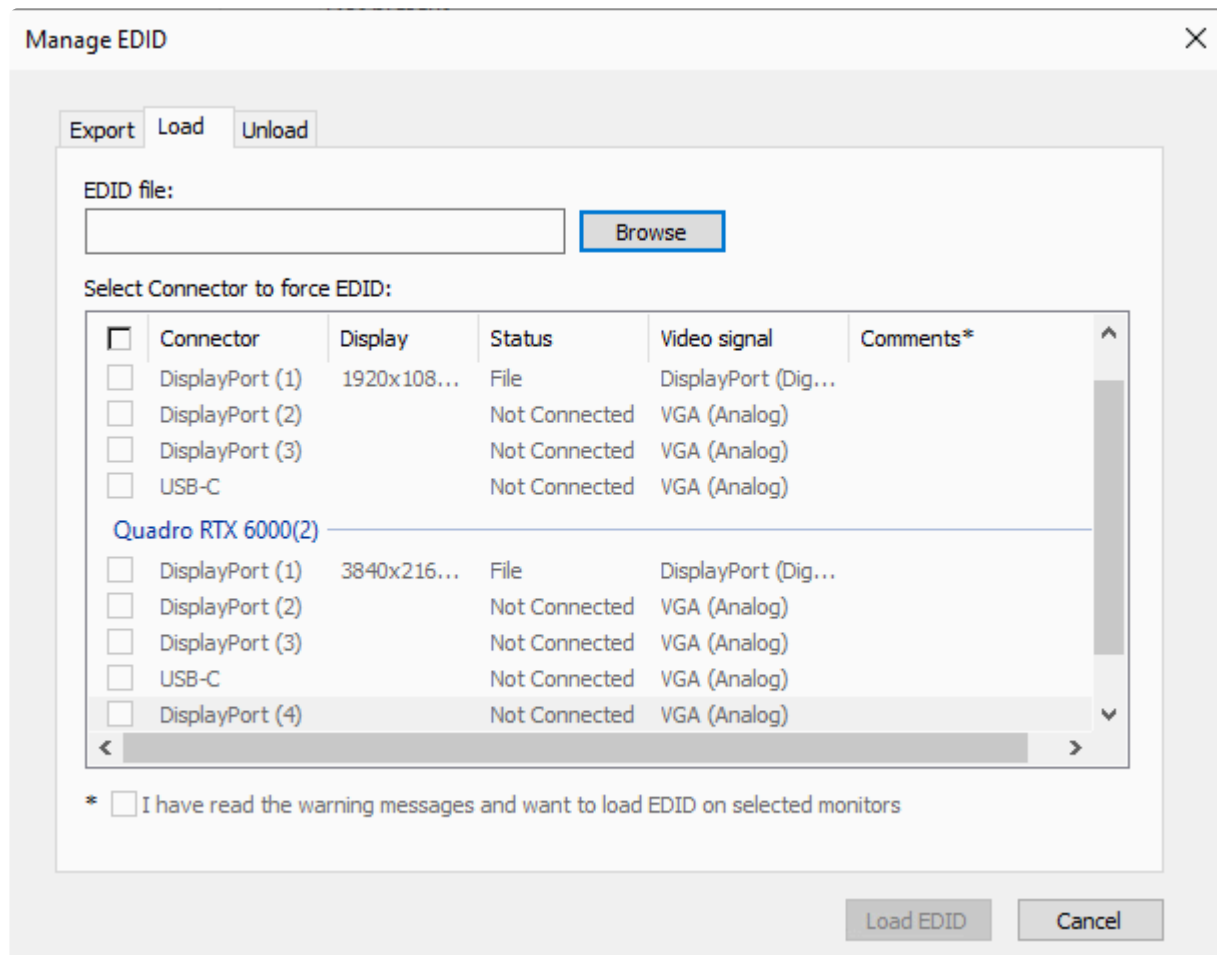 Manage EDID
Export Load Unload
EDID file:
Browse
Select Connector to force EDID:
Connector Display Status Video signal Comments*
DisplayPort (1) 1920x108... File DisplayPort (Dig...
DisplayPort (2) Not Connected VGA (Analog)
DisplayPort (3) Not Connected VGA (Analog)
USB-C Not Connected VGA (Analog)
Quadro RTX 6000(2)
DisplayPort (1) 3840x216... File DisplayPort (Dig...
DisplayPort (2) Not Connected VGA (Analog)
DisplayPort (3) Not Connected VGA (Analog)
USB-C Not Connected VGA (Analog)
DisplayPort (4) Not Connected VGA (Analog)
* I have read the warning messages and want to load EDID on selected monitors
Load EDID Cancel